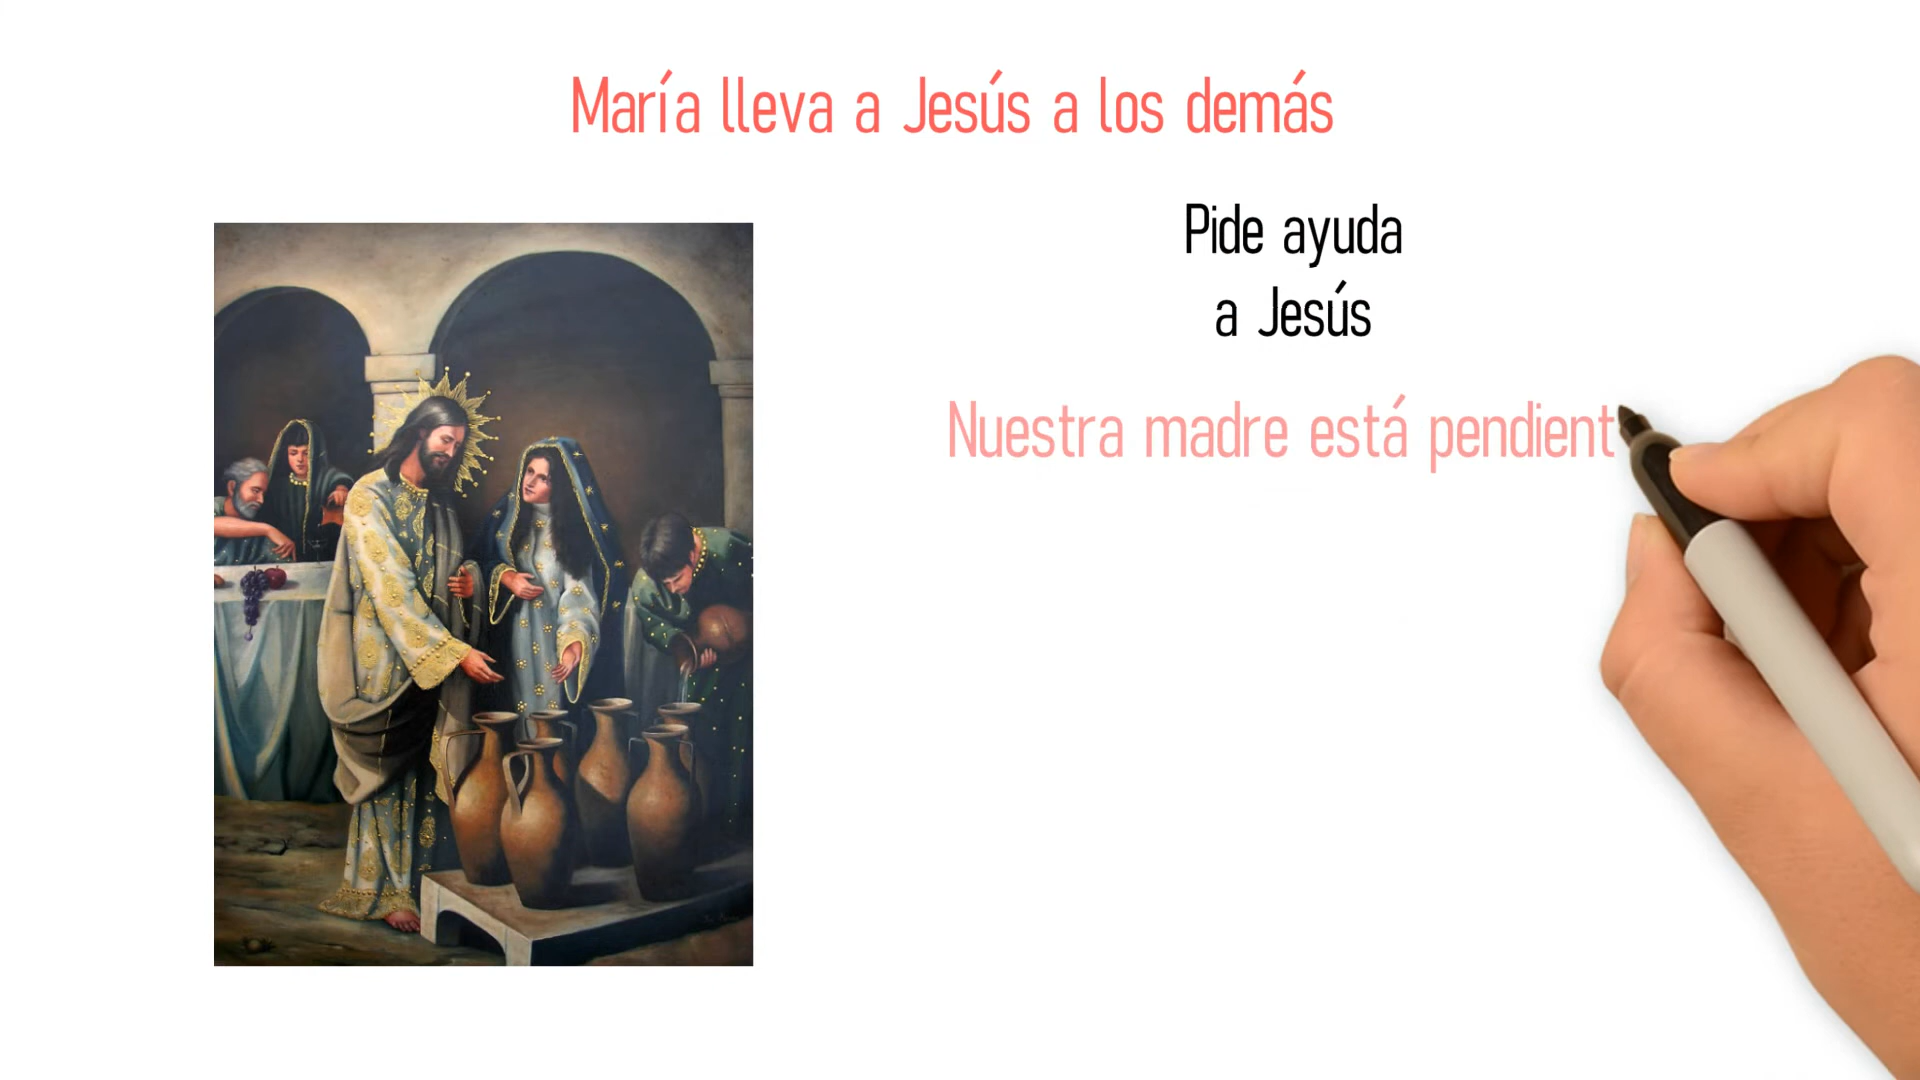 María lleva a Jesús a los demás
Pide ayuda
a Jesús
Nuestra madre está pendient